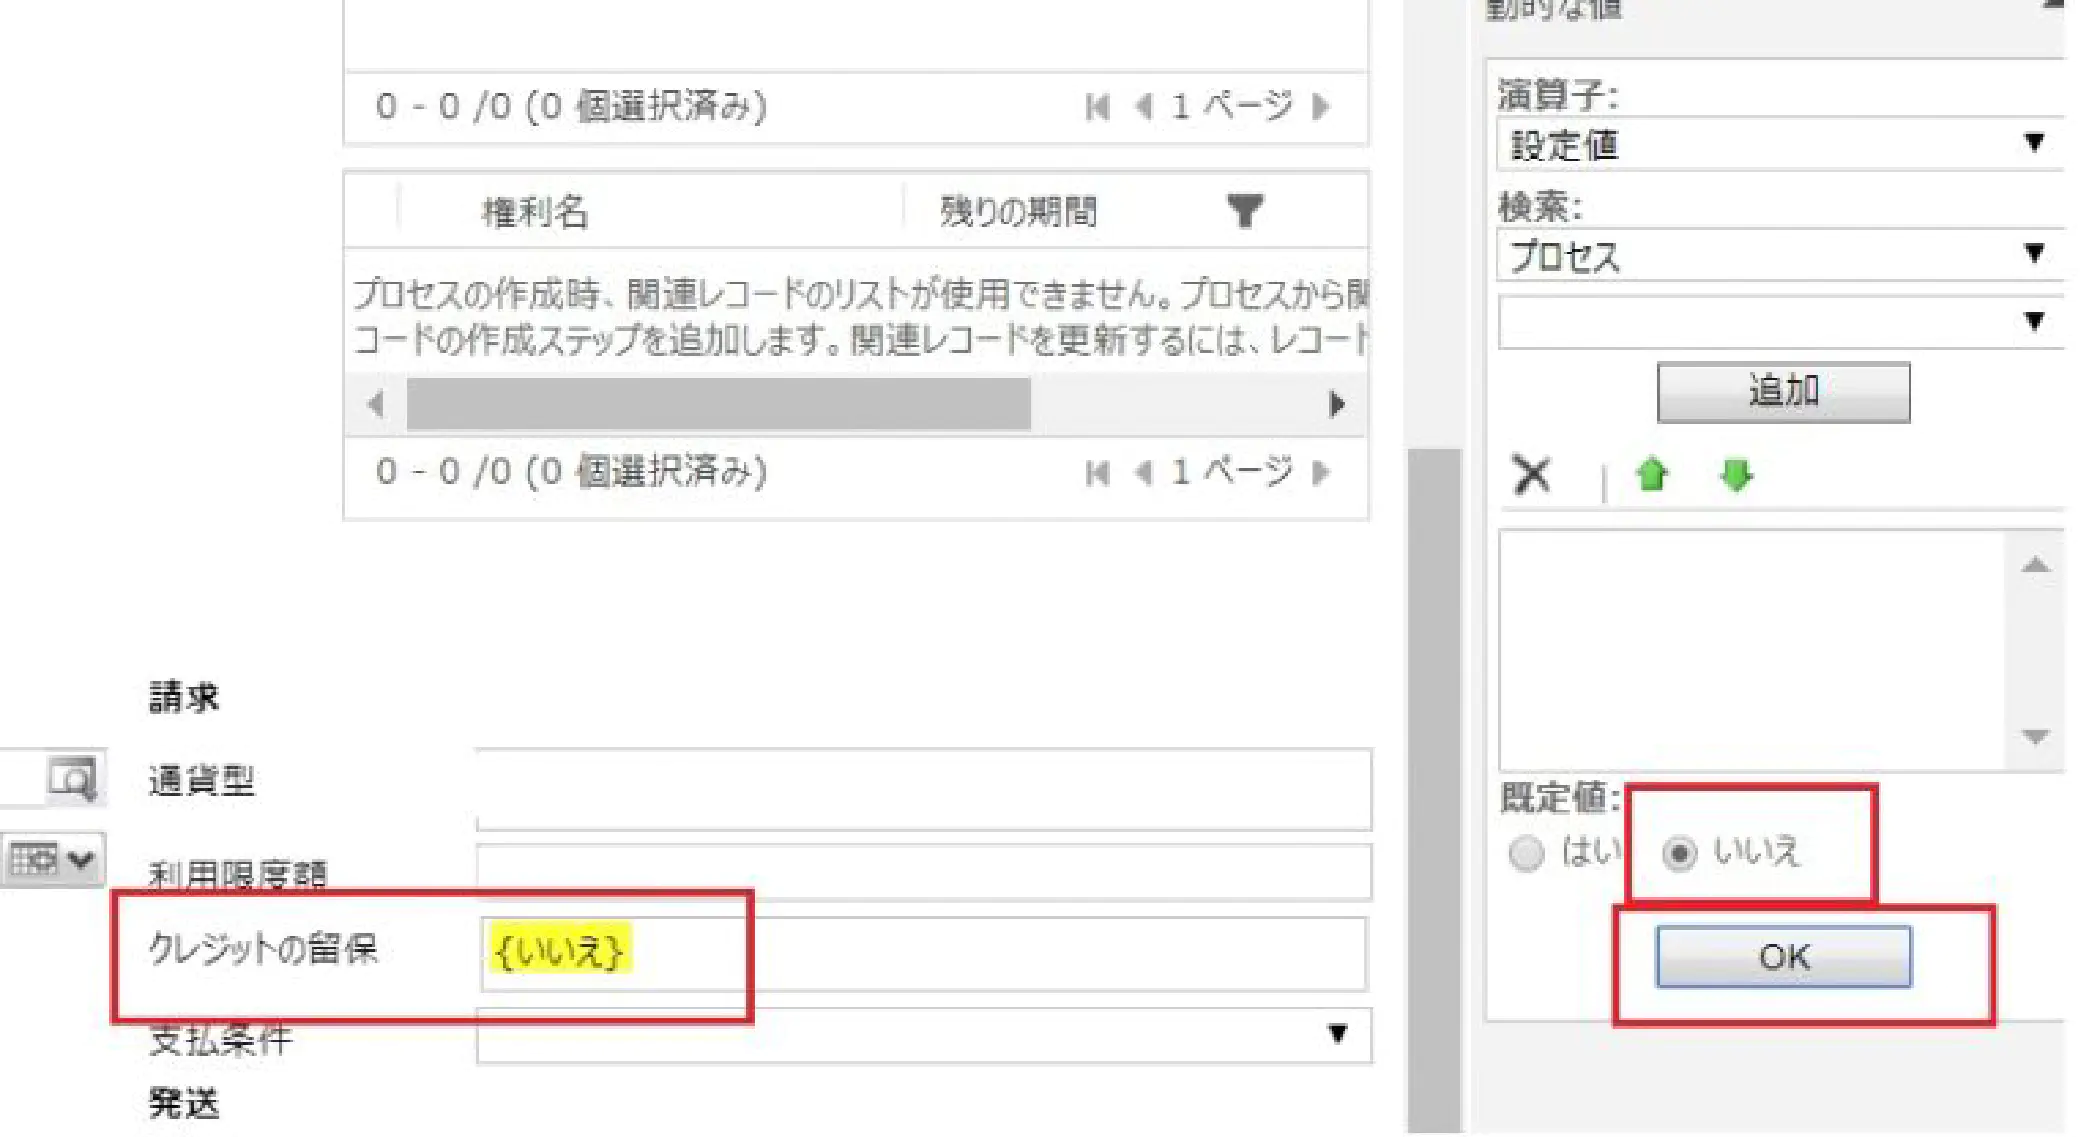 0 - 0 /0 (0 個選択済み)
1 ページ
権利名
残りの期間
プロセスの作成時、関連レコードのリストが使用できません。プロセスから関
コードの作成ステップを追加します。関連レコードを更新するには、レコート
0 - 0 /0 (0 個選択済み)
1 ページ
請求
通貨型
利用限度額
クレジットの留保
{いいえ}
支払条件
発送
動的な値
演算子:
設定値
検索:
プロセス
追加
既定値:
はい
いいえ
OK